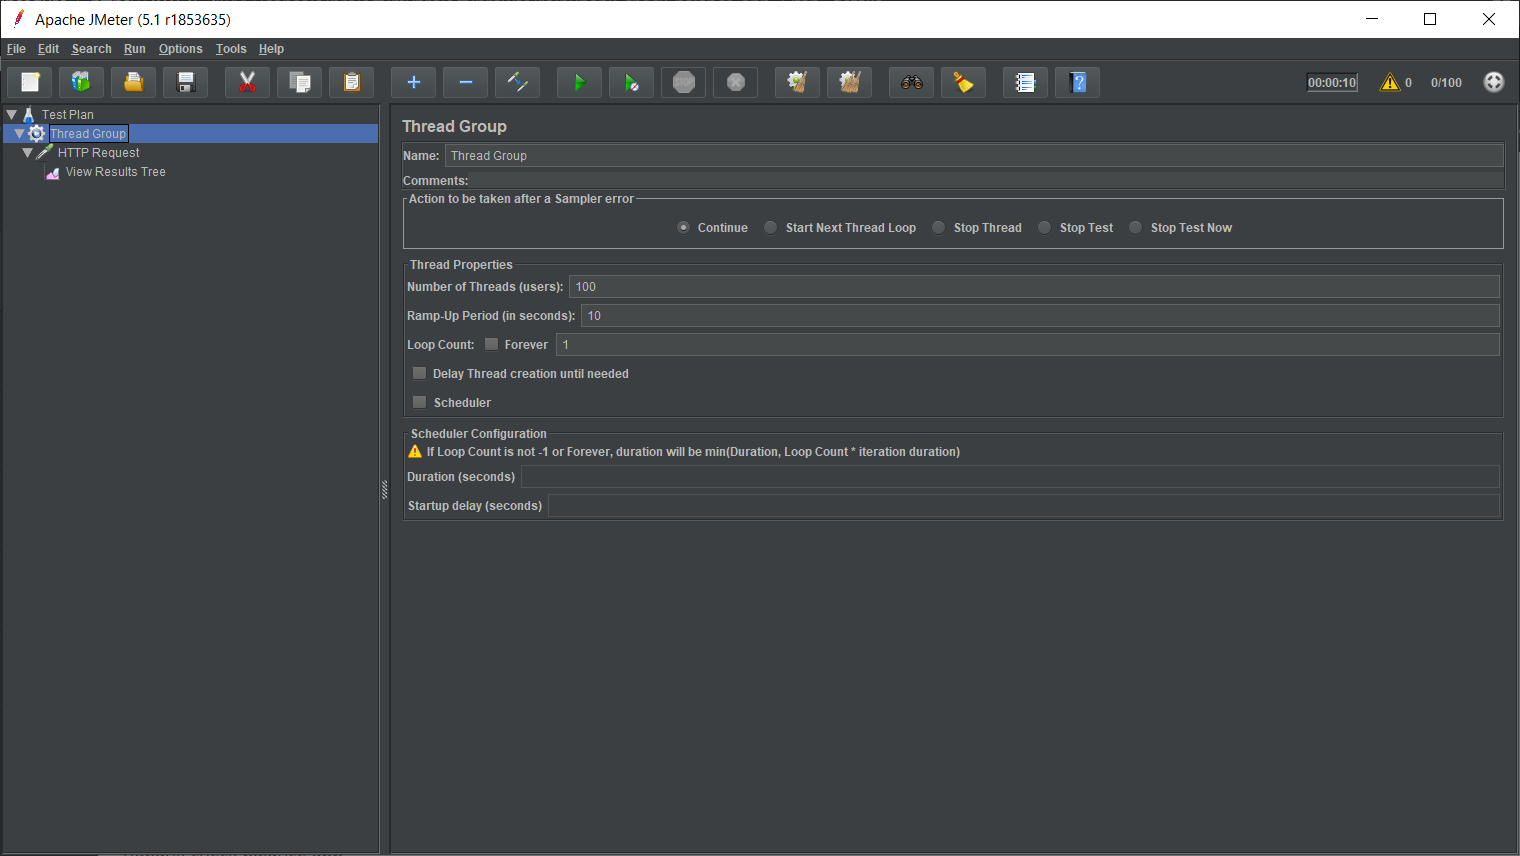 Apache JMeter (5.1 r1853635)
File Edit Search Run Options Tools Help
STOP
00:00:10 0 0/100
Test Plan
Thread Group
HTTP Request
View Results Tree
Thread Group
Name: Thread Group
Comments:
Action to be taken after a Sampler error
Continue Start Next Thread Loop Stop Thread Stop Test Stop Test Now
Thread Properties
Number of Threads (users): 100
Ramp-Up Period (in seconds): 10
Loop Count: Forever 1
Delay Thread creation until needed
Scheduler
Scheduler Configuration
If Loop Count is not -1 or Forever, duration will be min(Duration, Loop Count * iteration duration)
Duration (seconds)
Startup delay (seconds)